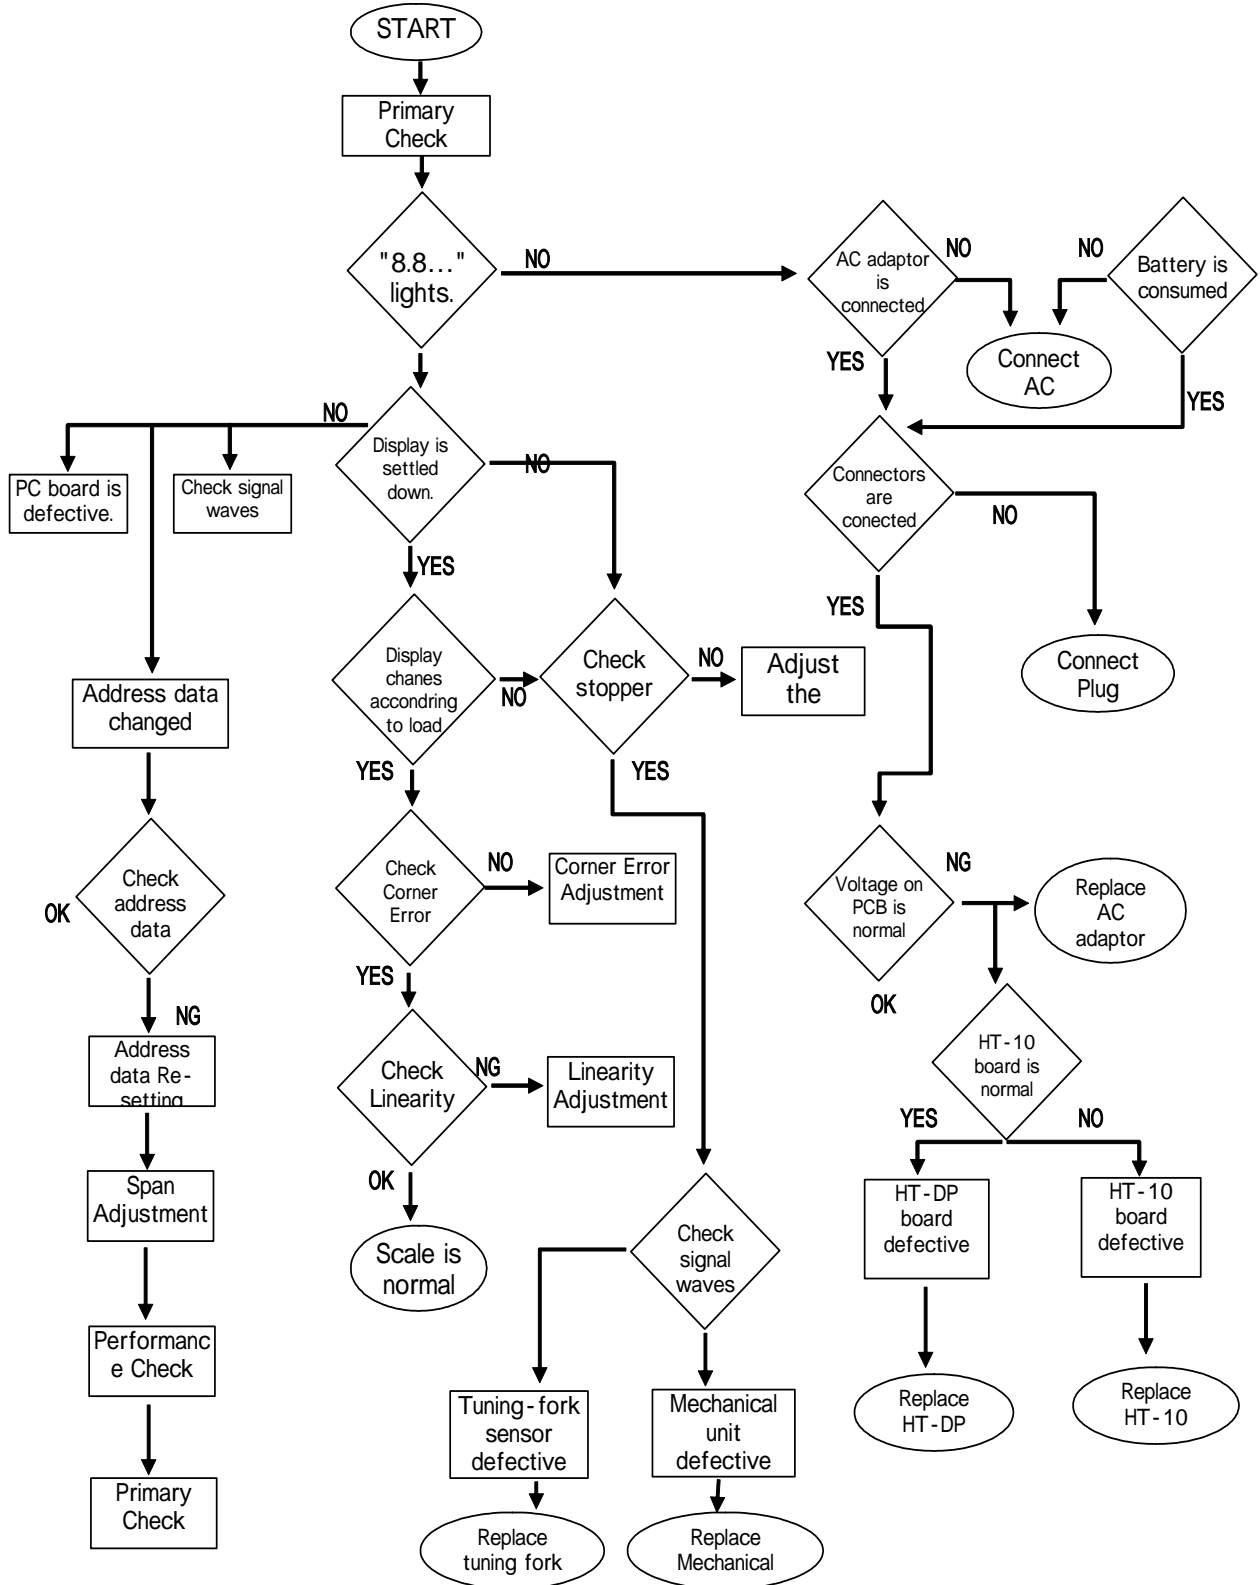 START
Primary
Check
"8.8..."
lights.
NO
AC adaptor
is
connected
NO
NO
Battery is
consumed
Connect
AC
YES
YES
NO
Display is
settled
down.
NO
PC board is
defective.
Check signal
waves
Connectors
are
conected
NO
YES
YES
Display
chanes
accondring
to load
NO
Check
stopper
NO
Adjust
the
Connect
Plug
Address data
changed
YES
YES
Check
address
data
OK
NG
Check
Corner
Error
NO
Corner Error
Adjustment
Voltage on
PCB is
normal
NG
Replace
AC
adaptor
OK
YES
Address
data Re-
setting
Check
Linearity
NG
Linearity
Adjustment
HT-10
board is
normal
YES
NO
OK
Span
Adjustment
Scale is
normal
Check
signal
waves
HT-DP
board
defective
HT-10
board
defective
Performanc
e Check
Tuning-fork
sensor
defective
Mechanical
unit
defective
Replace
HT-DP
Replace
HT-10
Primary
Check
Replace
tuning fork
Replace
Mechanical